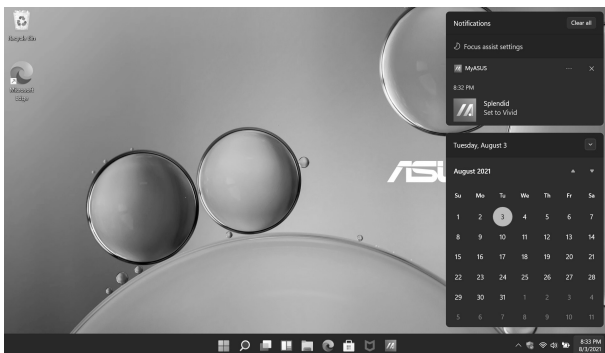 Recycle Bin
Microsoft
Edge
Notifications
Clear all
Focus assist settings
MyASUS
8:32 PM
Splendid
Set to Vivid
Tuesday, August 3
August 2021
Su Mo Tu We Th Fr Sa
1 2 3 4 5 6 7
8 9 10 11 12 13 14
15 16 17 18 19 20 21
22 23 24 25 26 27 28
29 30 31 1 2 3 4
5 6 7 8 9 10 11
8:33 PM
8/3/2021